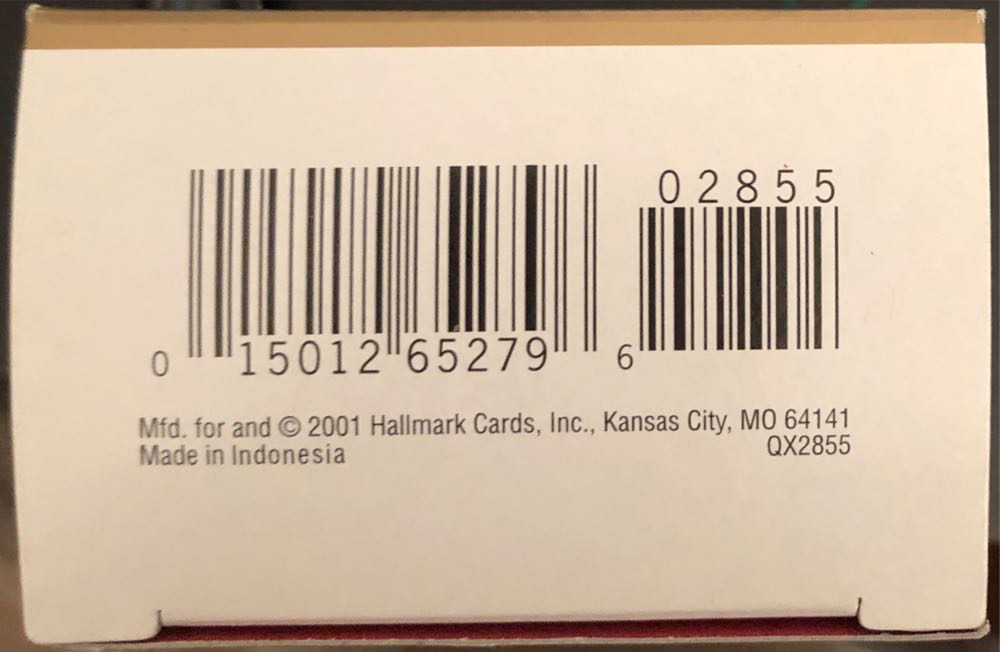 02855
0 15012 65279 6
Mfd. for and © 2001 Hallmark Cards, Inc., Kansas City, MO 64141
Made in Indonesia
QX2855